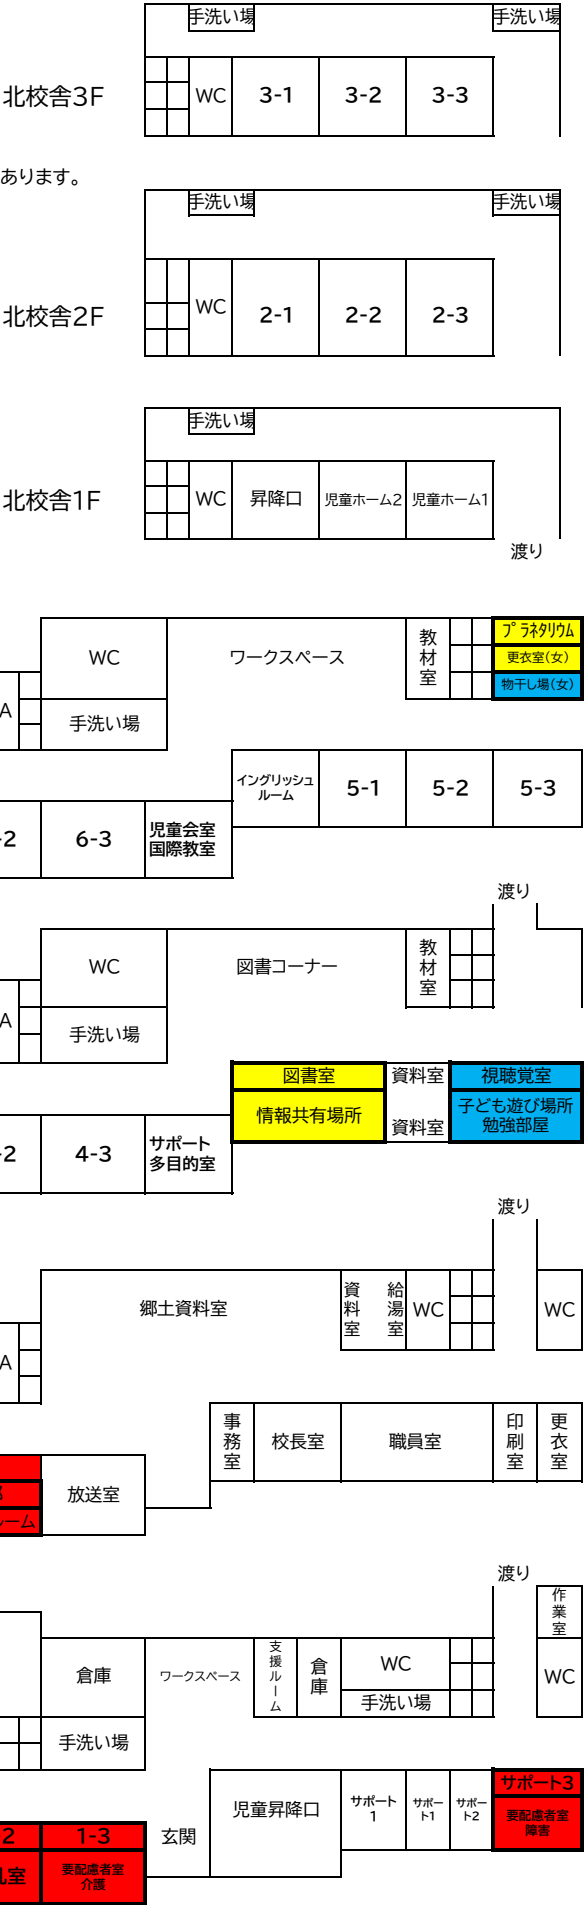 手洗い場 手洗い場
北校舎3F WC 3-1 3-2 3-3
あります。
手洗い場 手洗い場
北校舎2F WC 2-1 2-2 2-3
手洗い場
北校舎1F WC 昇降口 児童ホーム2 児童ホーム1
渡り
WC ワークスペース 教材室 プラネタリウム
更衣室(女)
物干し場(女)
A 手洗い場
イングリッシュ
ルーム 5-1 5-2 5-3
-2 6-3 児童会室
国際教室
渡り
WC 図書コーナー 教材室
A 手洗い場
図書室 資料室 視聴覚室
情報共有場所 資料室 子ども遊び場所
勉強部屋
-2 4-3 サポート
多目的室
渡り
郷土資料室 資料室 給湯室 WC WC
A
事務室 校長室 職員室 印刷室 更衣室
放送室
ルーム
渡り
作業室
倉庫 ワークスペース 支援ルーム 倉庫 WC WC
手洗い場
手洗い場
児童昇降口 サポート
1 サポー
ト1 サポー
ト2 サポート3
要配慮者室
障害
2 1-3 玄関
室 要配慮者室
介護